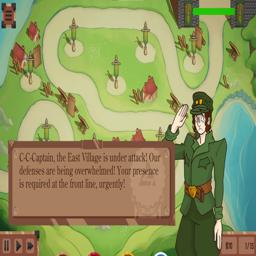 C-C-Captain, the East Village is under attack! Our
defenses are being overwhelmed! Your presence
is required at the front line, urgently!